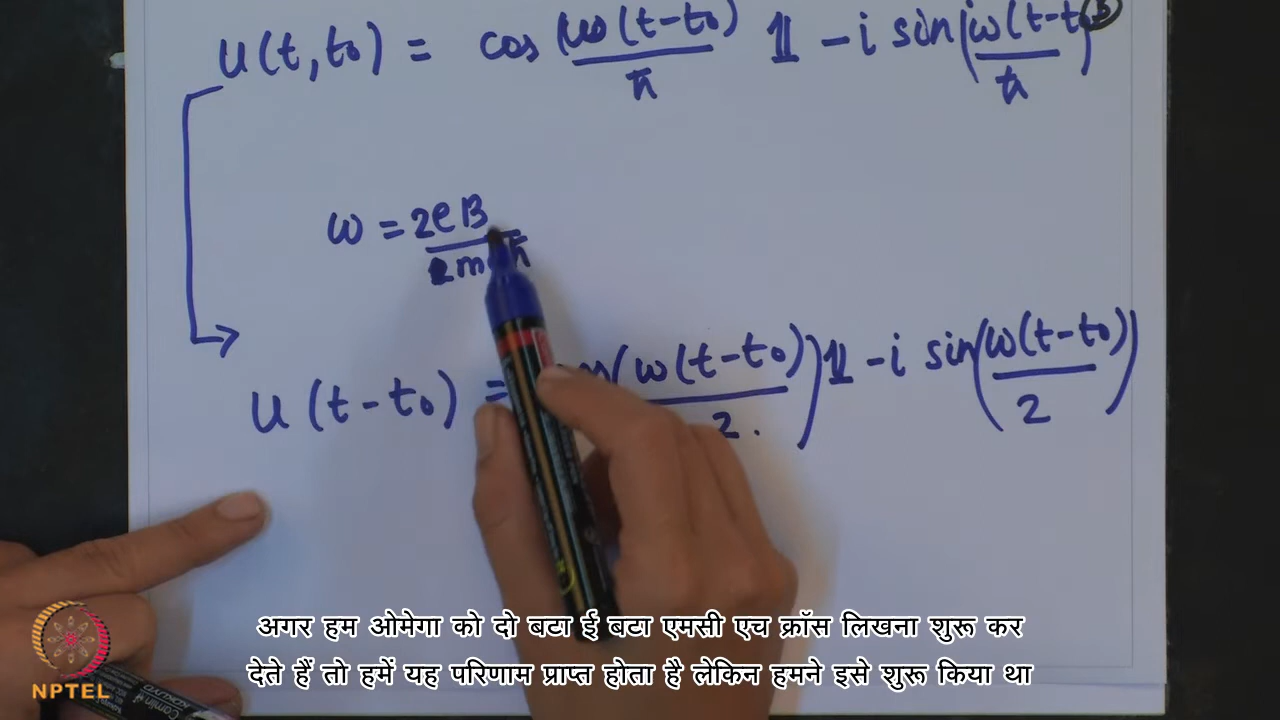 U(t, t₀) = cos (ω(t-t₀)/ħ) 𝟙 - i sin(ω(t-t₀)/ħ)
ω = 2eB
2m ħ
U(t-t₀) = (ω(t-t₀)/2.) 𝟙 - i sin(ω(t-t₀)/2)
अगर हम ओमेगा को दो बटा ई बटा एमसी एच क्रॉस लिखना शुरू कर
देते हैं तो हमें यह परिणाम प्राप्त होता है लेकिन हमने इसे शुरू किया था
NPTEL